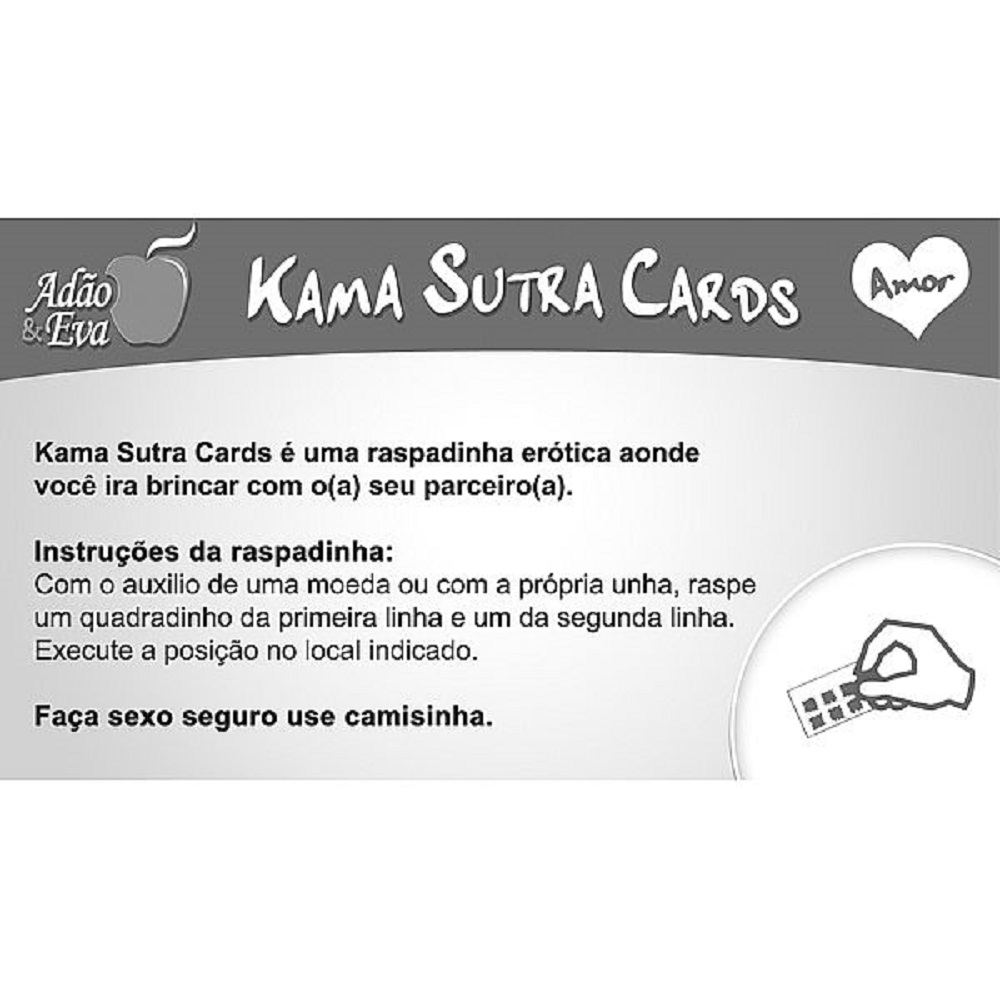 Adão
& Eva
KAMA SUTRA CARDS
Amor
Kama Sutra Cards é uma raspadinha erótica aonde
você ira brincar com o(a) seu parceiro(a).
Instruções da raspadinha:
Com o auxilio de uma moeda ou com a própria unha, raspe
um quadradinho da primeira linha e um da segunda linha.
Execute a posição no local indicado.
Faça sexo seguro use camisinha.